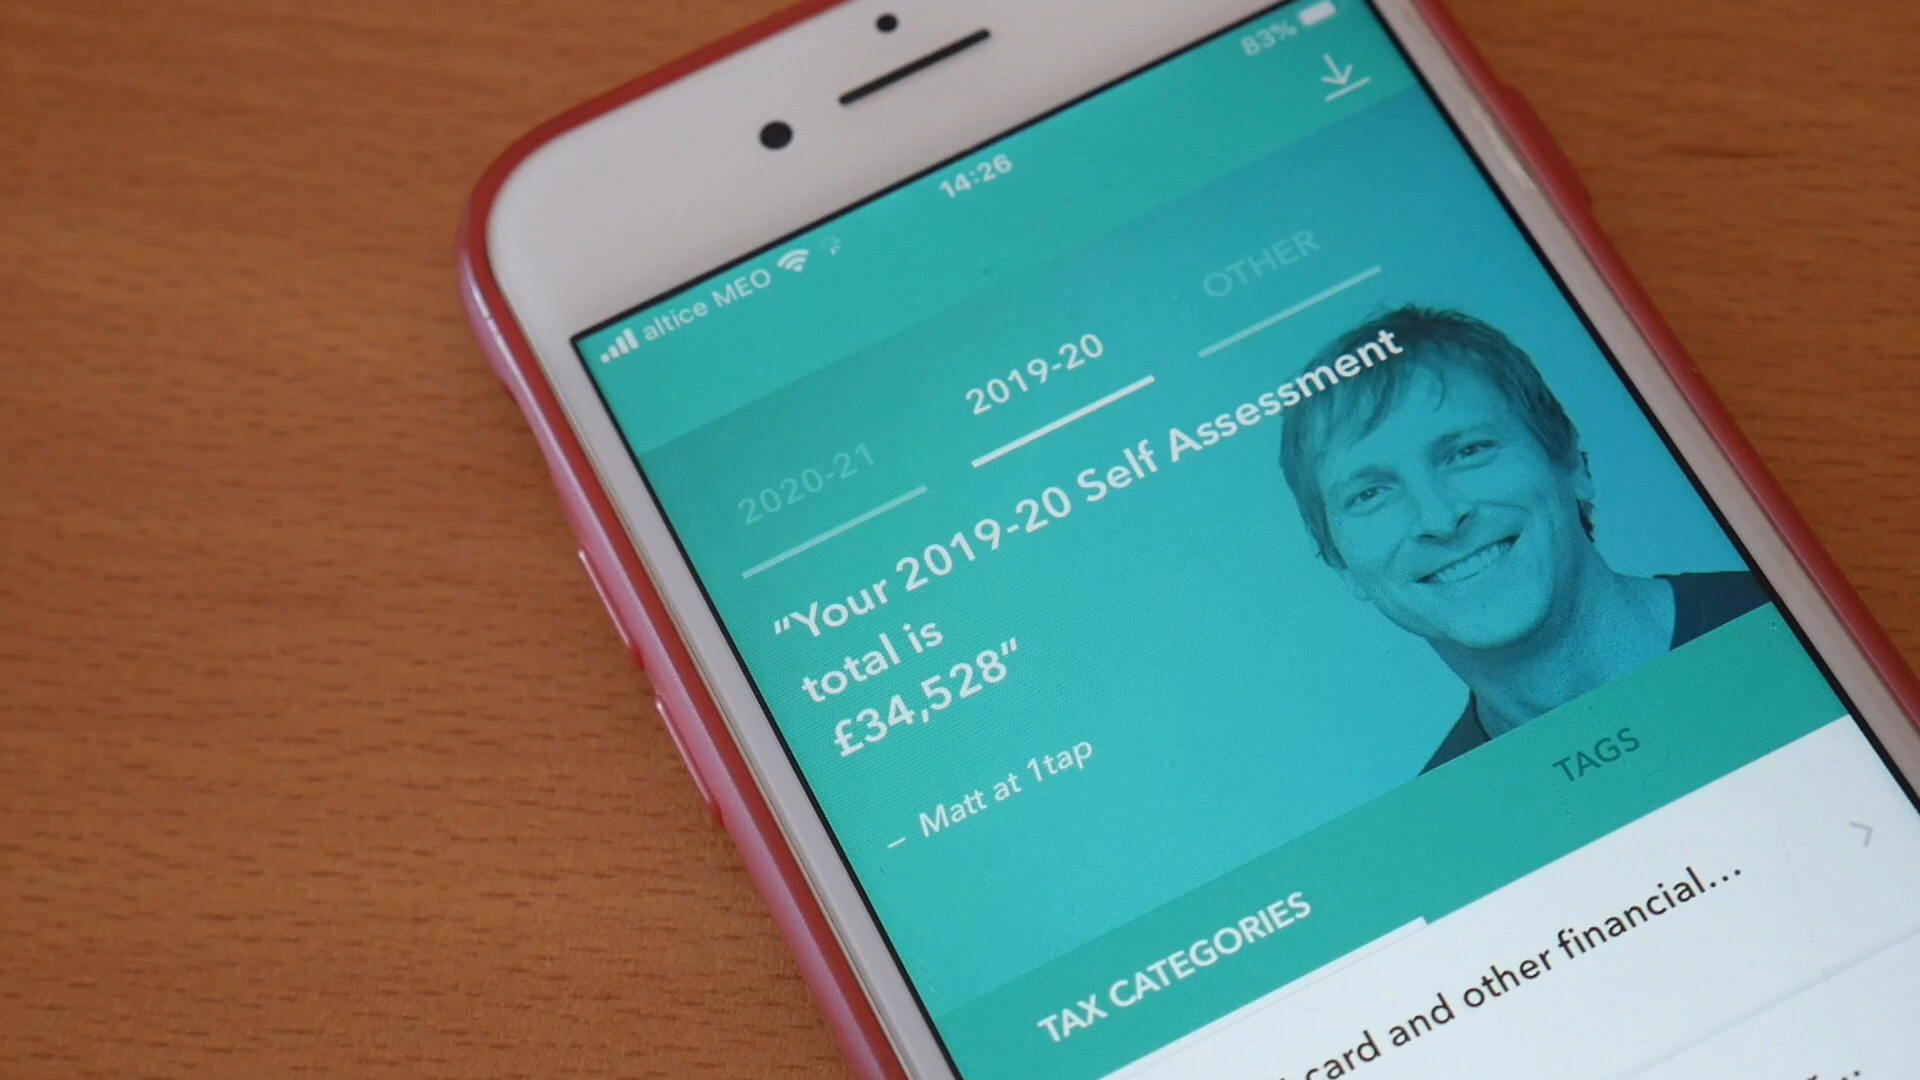 altice MEO
14:26
83%
2020-21
2019-20
OTHER
“Your 2019-20 Self Assessment
total is
£34,528”
– Matt at 1tap
TAX CATEGORIES
TAGS
card and other financial...